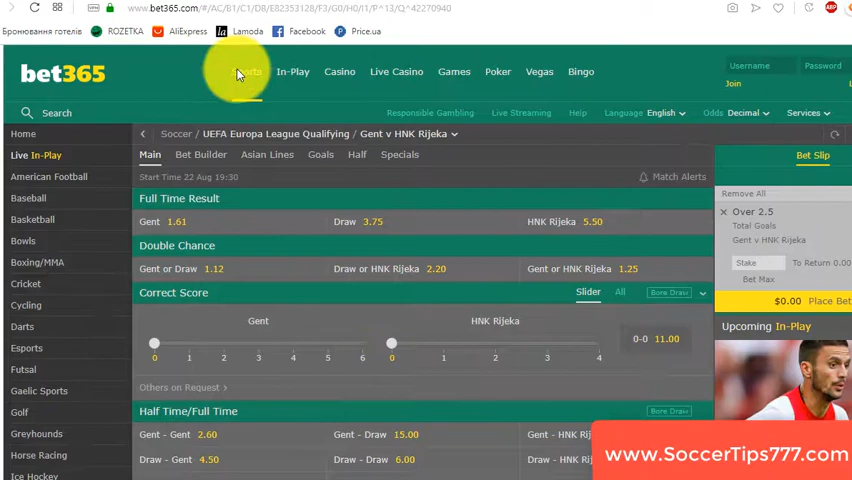 www.bet365.com/#/AC/B1/C1/D8/E82353128/F3/G0/H0/I1/P^13/Q^42270940
Бронювання готелів ROZETKA AliExpress la Lamoda Facebook Price.ua
bet365 Sports In-Play Casino Live Casino Games Poker Vegas Bingo
Username Password
Join
Search Responsible Gambling Live Streaming Help Language English Odds Decimal Services
Home
Live In-Play
American Football
Baseball
Basketball
Bowls
Boxing/MMA
Cricket
Cycling
Darts
Esports
Futsal
Gaelic Sports
Golf
Greyhounds
Horse Racing
Ice Hockey
Soccer / UEFA Europa League Qualifying / Gent v HNK Rijeka
Main Bet Builder Asian Lines Goals Half Specials
Start Time 22 Aug 19:30 Match Alerts
Full Time Result
Gent 1.61 Draw 3.75 HNK Rijeka 5.50
Double Chance
Gent or Draw 1.12 Draw or HNK Rijeka 2.20 Gent or HNK Rijeka 1.25
Correct Score Slider All Bore Draw
Gent HNK Rijeka
0-0 11.00
0 1 2 3 4 5 6 0 1 2 3 4
Others on Request
Half Time/Full Time Bore Draw
Gent - Gent 2.60 Gent - Draw 15.00 Gent - HNK Rij
Draw - Gent 4.50 Draw - Draw 6.00 Draw - HNK Rij
Bet Slip
Remove All
Over 2.5
Total Goals
Gent v HNK Rijeka
Stake To Return 0.00
Bet Max
$0.00 Place Bet
Upcoming In-Play
www.SoccerTips777.com
ABP